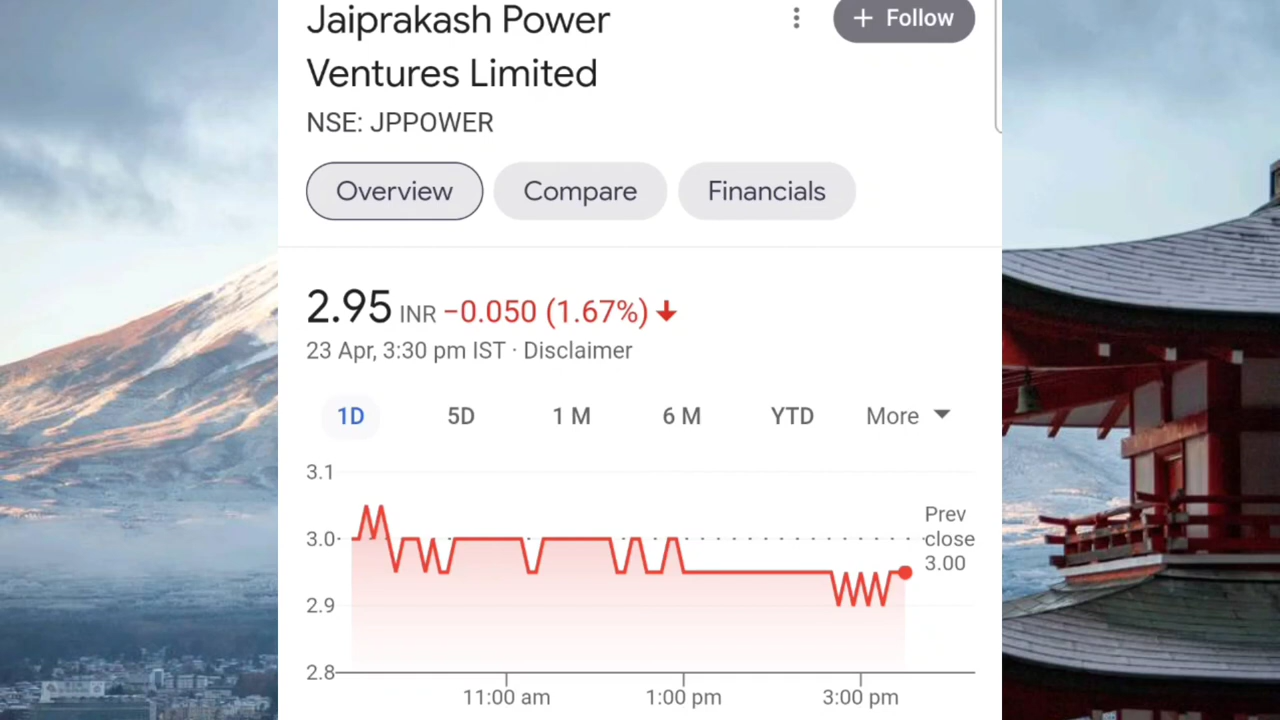 Jaiprakash Power
Ventures Limited
+ Follow
NSE: JPPOWER
Overview
Compare
Financials
2.95 INR −0.050 (1.67%)
23 Apr, 3:30 pm IST · Disclaimer
1D 5D 1 M 6 M YTD More
3.1
3.0
2.9
2.8
Prev
close
3.00
11:00 am 1:00 pm 3:00 pm